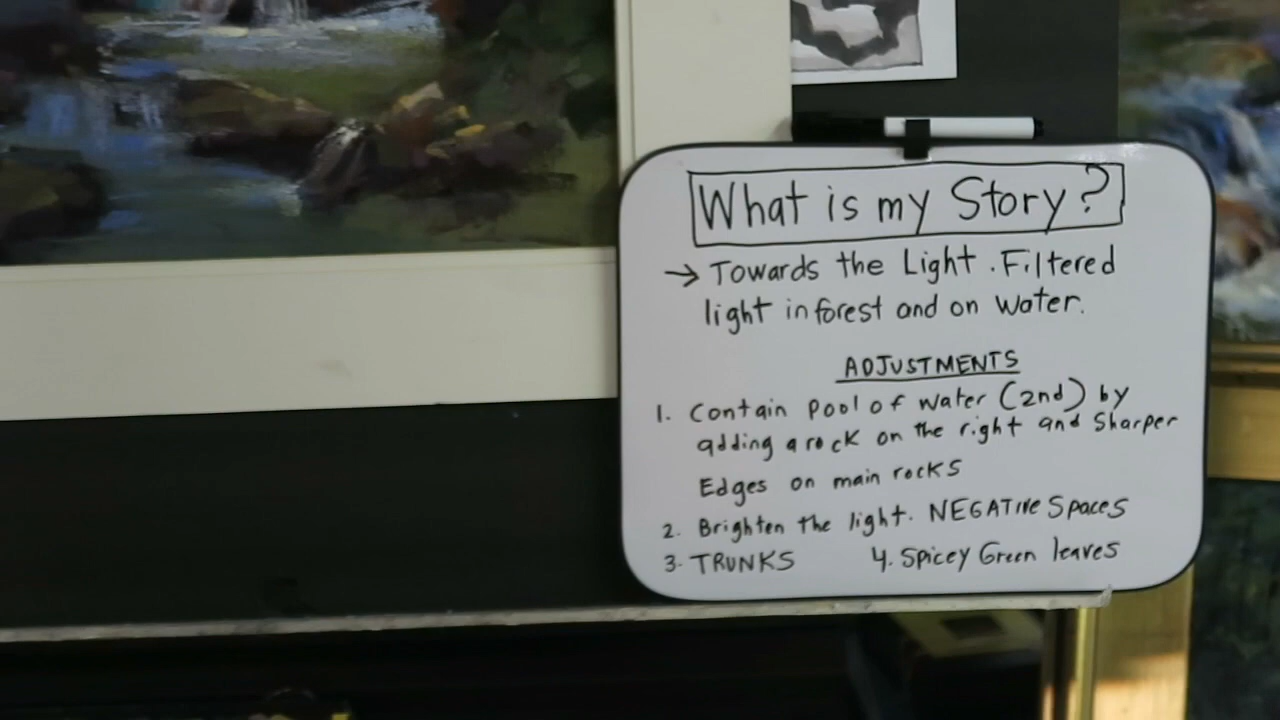 What is my Story?
→ Towards the Light. Filtered
light in forest and on water.
ADJUSTMENTS
1. Contain Pool of water (2nd) by
adding a rock on the right and Sharper
Edges on main rocks
2. Brighten the light. NEGATIVE Spaces
3. TRUNKS 4. Spicey Green leaves